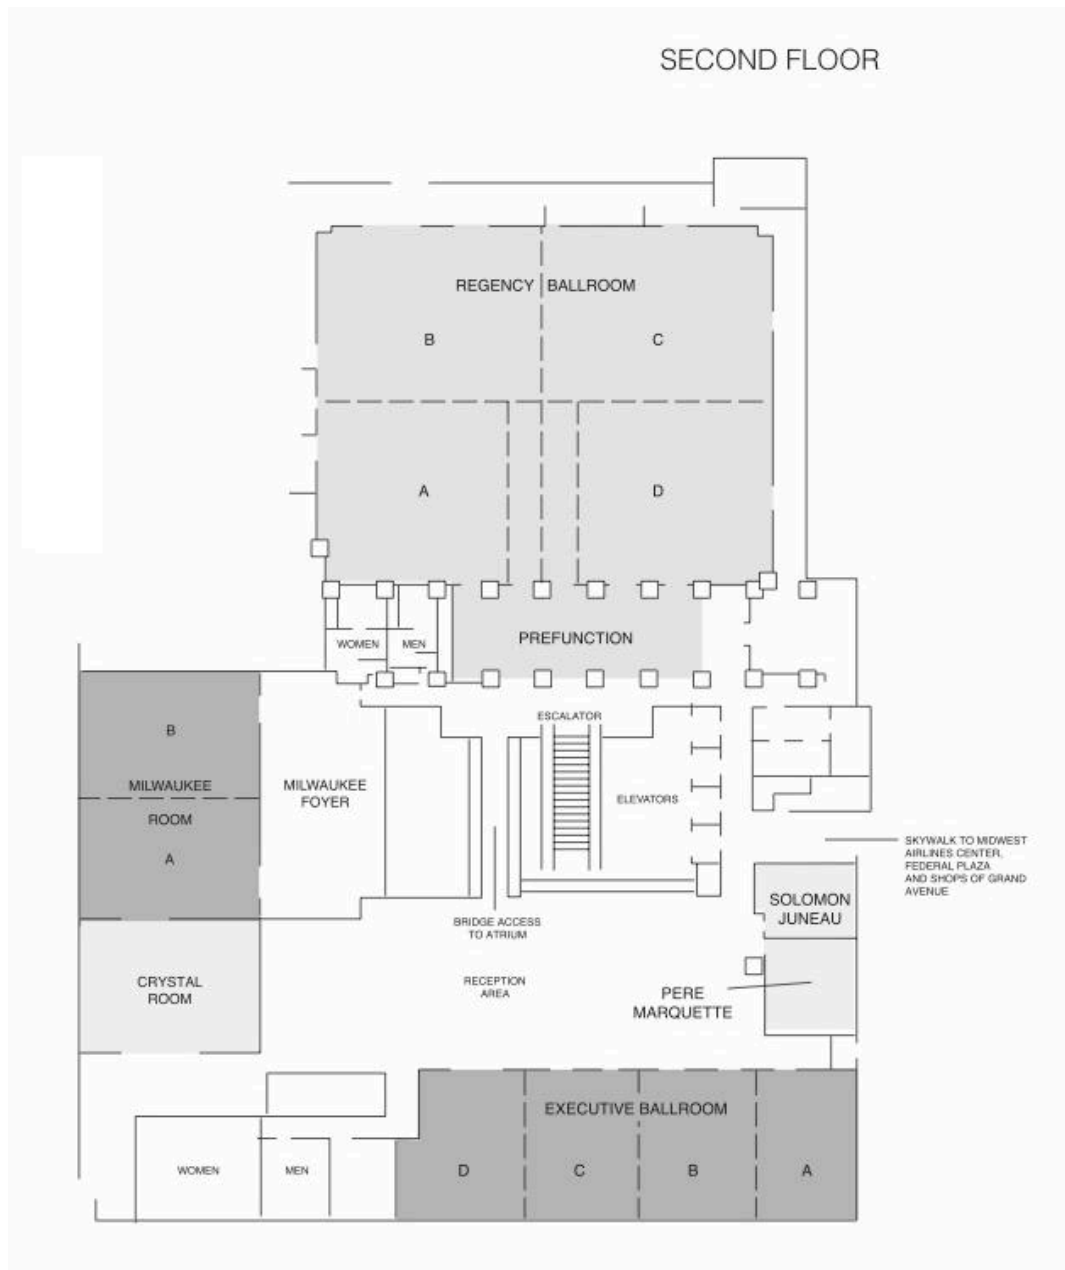 SECOND FLOOR
REGENCY BALLROOM
B
C
A
D
WOMEN
MEN
PREFUNCTION
ESCALATOR
B
MILWAUKEE
ROOM
A
MILWAUKEE
FOYER
ELEVATORS
SKYWALK TO MIDWEST
AIRLINES CENTER,
FEDERAL PLAZA
AND SHOPS OF GRAND
AVENUE
SOLOMON
JUNEAU
BRIDGE ACCESS
TO ATRIUM
CRYSTAL
ROOM
RECEPTION
AREA
PERE
MARQUETTE
EXECUTIVE BALLROOM
WOMEN
MEN
D
C
B
A